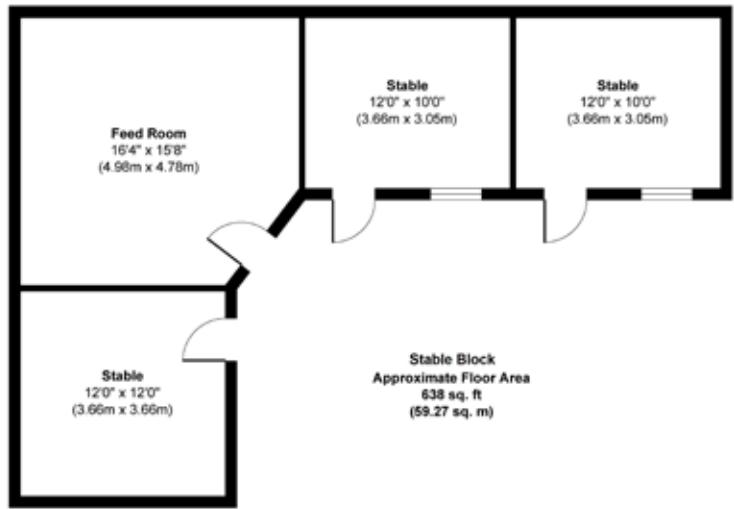 Stable
12'0" x 10'0"
(3.66m x 3.05m)
Stable
12'0" x 10'0"
(3.66m x 3.05m)
Feed Room
16'4" x 15'8"
(4.98m x 4.78m)
Stable
12'0" x 12'0"
(3.66m x 3.66m)
Stable Block
Approximate Floor Area
638 sq. ft
(59.27 sq. m)